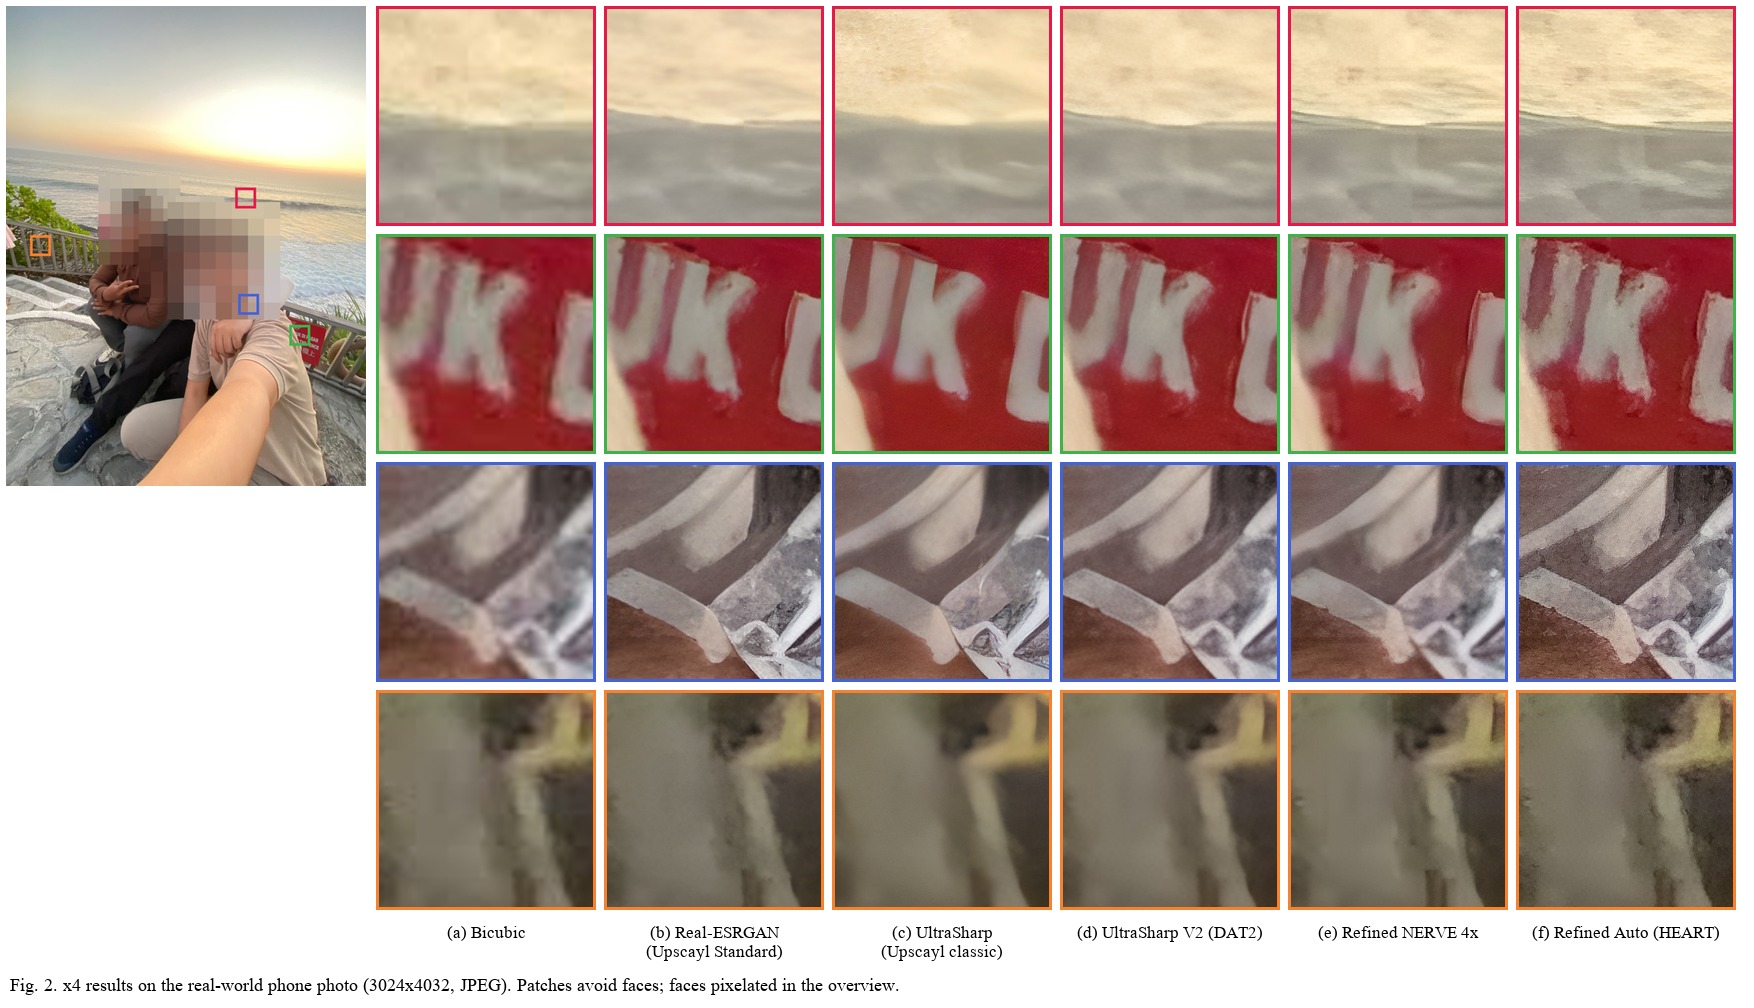 UK
(a) Bicubic
(b) Real-ESRGAN
(Upscayl Standard)
(c) UltraSharp
(Upscayl classic)
(d) UltraSharp V2 (DAT2)
(e) Refined NERVE 4x
(f) Refined Auto (HEART)
Fig. 2. x4 results on the real-world phone photo (3024x4032, JPEG). Patches avoid faces; faces pixelated in the overview.